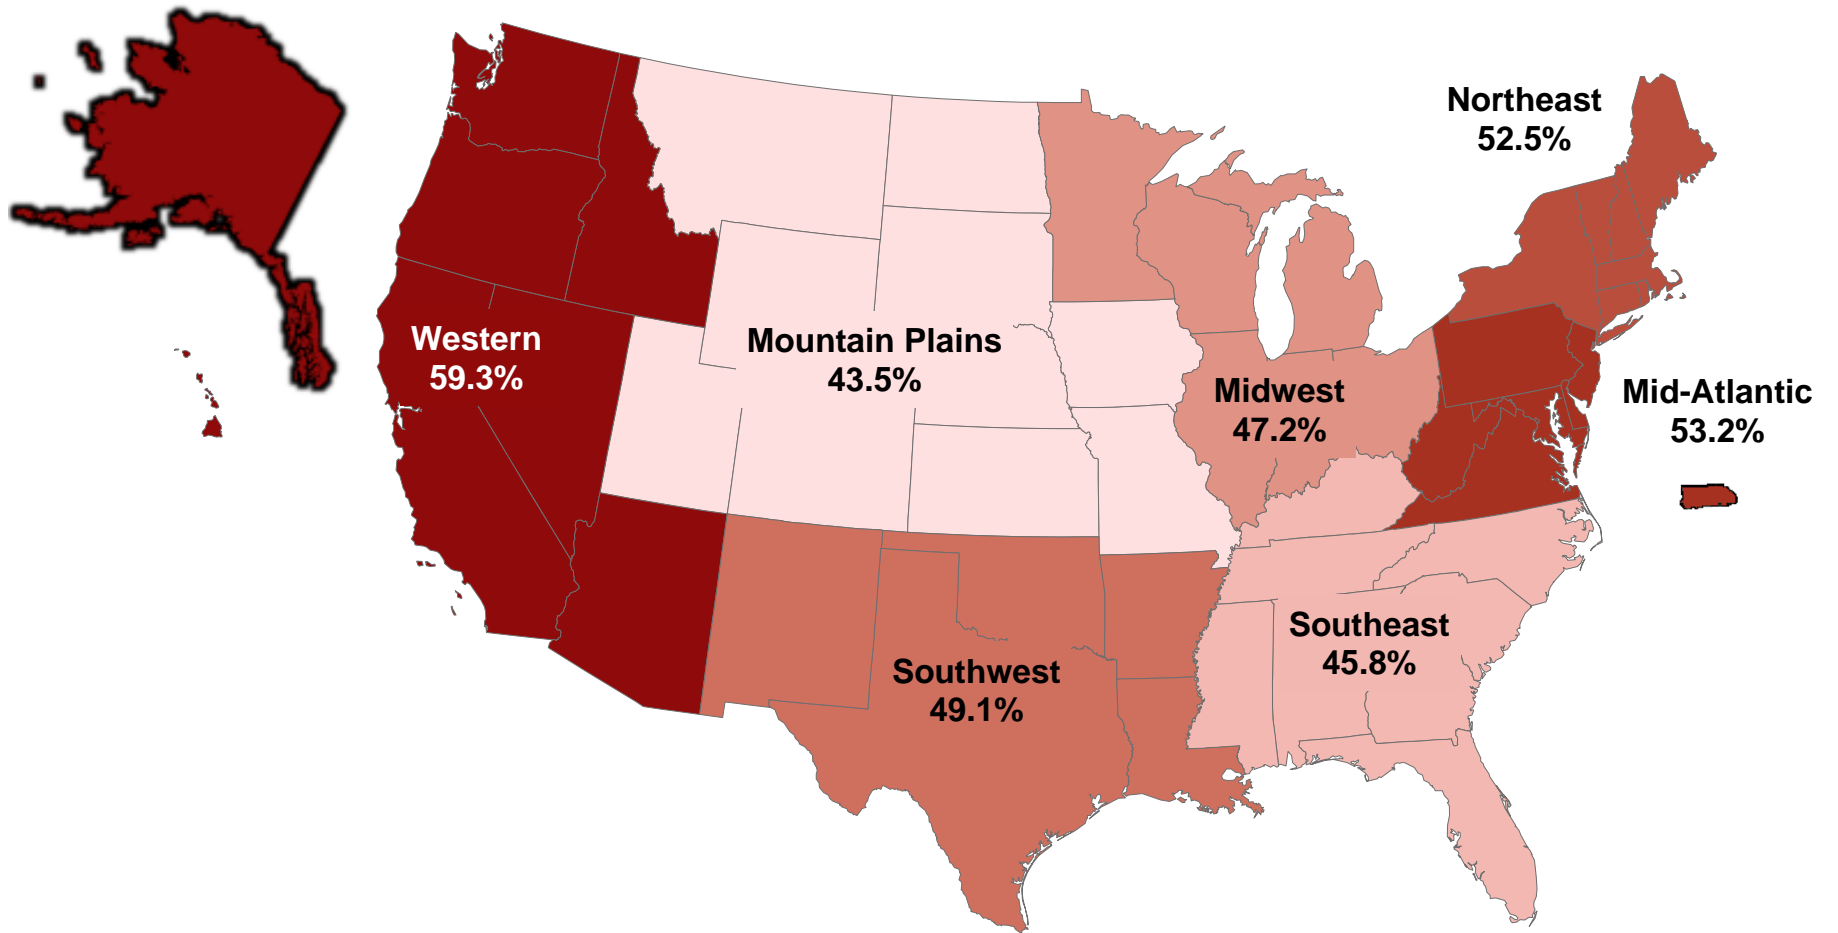 Northeast
52.5%
Western
59.3%
Mountain Plains
43.5%
Midwest
47.2%
Mid-Atlantic
53.2%
Southeast
45.8%
Southwest
49.1%